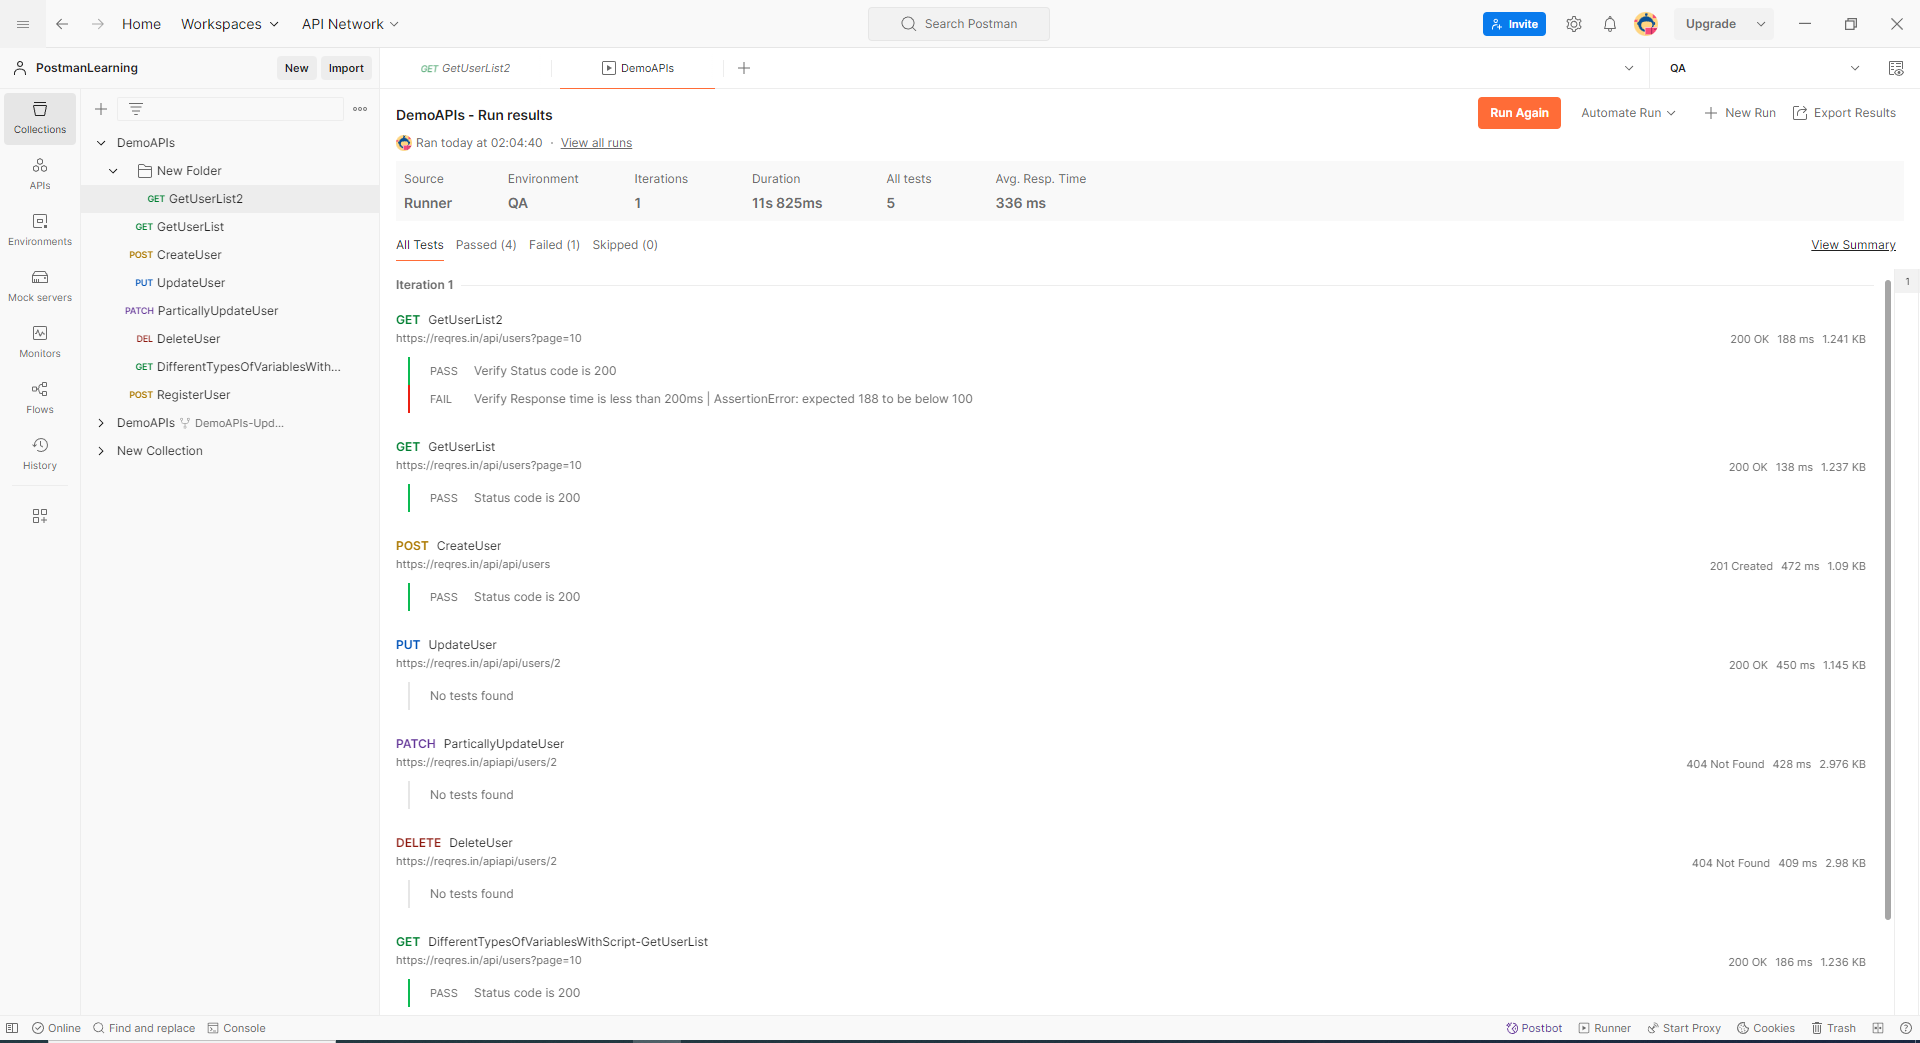 Home Workspaces API Network Search Postman Invite Upgrade
PostmanLearning New Import GET GetUserList2 DemoAPIs QA
Collections
APIs
Environments
Mock servers
Monitors
Flows
History
DemoAPIs
New Folder
GET GetUserList2
GET GetUserList
POST CreateUser
PUT UpdateUser
PATCH ParticallyUpdateUser
DEL DeleteUser
GET DifferentTypesOfVariablesWith...
POST RegisterUser
DemoAPIs DemoAPIs-Upd...
New Collection
DemoAPIs - Run results
Run Again Automate Run New Run Export Results
Ran today at 02:04:40 · View all runs
Source Environment Iterations Duration All tests Avg. Resp. Time
Runner QA 1 11s 825ms 5 336 ms
All Tests Passed (4) Failed (1) Skipped (0) View Summary
Iteration 1
1
GET GetUserList2
https://reqres.in/api/users?page=10
200 OK 188 ms 1.241 KB
PASS Verify Status code is 200
FAIL Verify Response time is less than 200ms | AssertionError: expected 188 to be below 100
GET GetUserList
https://reqres.in/api/users?page=10
200 OK 138 ms 1.237 KB
PASS Status code is 200
POST CreateUser
https://reqres.in/api/api/users
201 Created 472 ms 1.09 KB
PASS Status code is 200
PUT UpdateUser
https://reqres.in/api/api/users/2
200 OK 450 ms 1.145 KB
No tests found
PATCH ParticallyUpdateUser
https://reqres.in/apiapi/users/2
404 Not Found 428 ms 2.976 KB
No tests found
DELETE DeleteUser
https://reqres.in/apiapi/users/2
404 Not Found 409 ms 2.98 KB
No tests found
GET DifferentTypesOfVariablesWithScript-GetUserList
https://reqres.in/api/users?page=10
200 OK 186 ms 1.236 KB
PASS Status code is 200
Online Find and replace Console Postbot Runner Start Proxy Cookies Trash